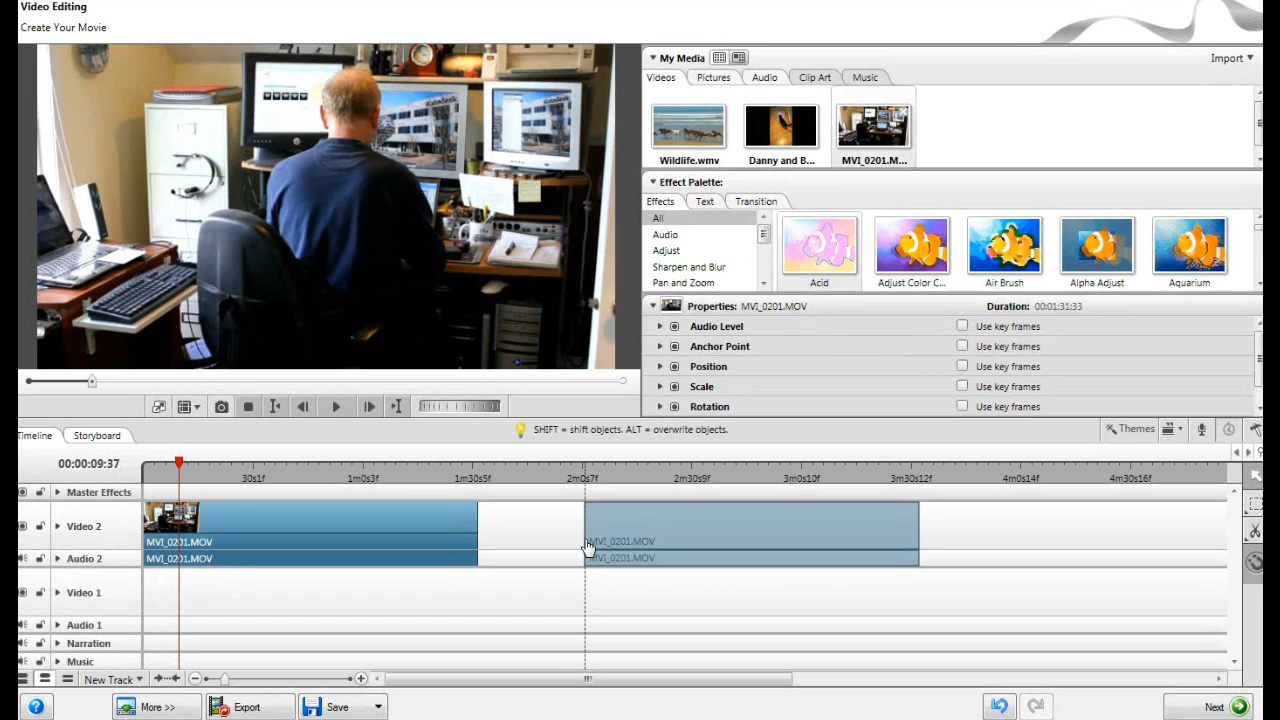 Video Editing
Create Your Movie
My Media
Import
Videos
Pictures
Audio
Clip Art
Music
Wildlife.wmv
Danny and B...
MVI_0201.M...
Effect Palette:
Effects
Text
Transition
All
Audio
Adjust
Sharpen and Blur
Pan and Zoom
Acid
Adjust Color C...
Air Brush
Alpha Adjust
Aquarium
Properties: MVI_0201.MOV
Duration: 00:01:31:33
Audio Level
Use key frames
Anchor Point
Use key frames
Position
Use key frames
Scale
Use key frames
Rotation
Use key frames
Timeline
Storyboard
SHIFT = shift objects. ALT = overwrite objects.
Themes
00:00:09:37
30s1f
1m0s3f
1m30s5f
2m0s7f
2m30s9f
3m0s10f
3m30s12f
4m0s14f
4m30s16f
Master Effects
Video 2
MVI_0201.MOV
MVI_0201.MOV
Audio 2
MVI_0201.MOV
MVI_0201.MOV
Video 1
Audio 1
Narration
Music
New Track
More >>
Export
Save
Next